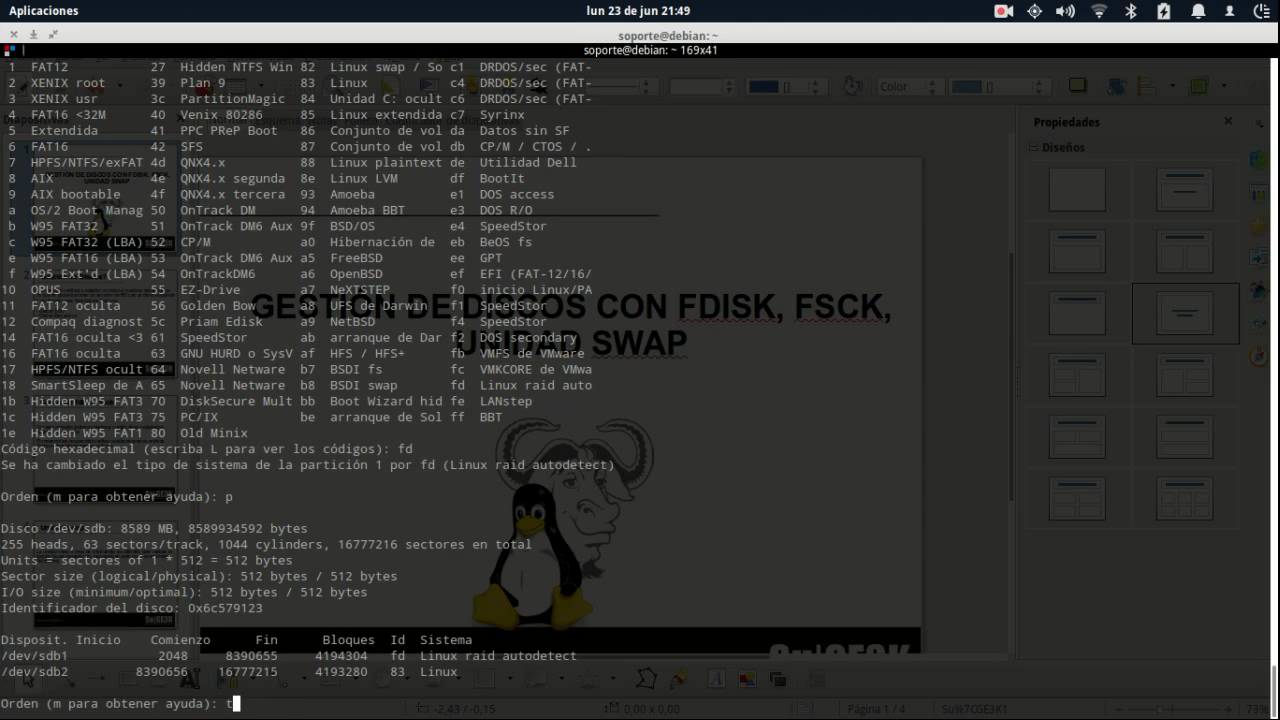 Aplicaciones lun 23 de jun 21:49
soporte@debian: ~
soporte@debian: ~ 169x41
1 FAT12 27 Hidden NTFS Win 82 Linux swap / So c1 DRDOS/sec (FAT-
2 XENIX root 39 Plan 9 83 Linux c4 DRDOS/sec (FAT-
3 XENIX usr 3c PartitionMagic 84 Unidad C: ocult c6 DRDOS/sec (FAT-
4 FAT16 <32M 40 Venix 80286 85 Linux extendida c7 Syrinx
5 Extendida 41 PPC PReP Boot 86 Conjunto de vol da Datos sin SF
6 FAT16 42 SFS 87 Conjunto de vol db CP/M / CTOS / .
7 HPFS/NTFS/exFAT 4d QNX4.x 88 Linux plaintext de Utilidad Dell
8 AIX 4e QNX4.x segunda 8e Linux LVM df BootIt
9 AIX bootable 4f QNX4.x tercera 93 Amoeba e1 DOS access
a OS/2 Boot Manag 50 OnTrack DM 94 Amoeba BBT e3 DOS R/O
b W95 FAT32 51 OnTrack DM6 Aux 9f BSD/OS e4 SpeedStor
c W95 FAT32 (LBA) 52 CP/M a0 Hibernación de eb BeOS fs
e W95 FAT16 (LBA) 53 OnTrack DM6 Aux a5 FreeBSD ee GPT
f W95 Ext'd (LBA) 54 OnTrackDM6 a6 OpenBSD ef EFI (FAT-12/16/
10 OPUS 55 EZ-Drive a7 NeXTSTEP f0 inicio Linux/PA
11 FAT12 oculta 56 Golden Bow a8 UFS de Darwin f1 SpeedStor
12 Compaq diagnost 5c Priam Edisk a9 NetBSD f4 SpeedStor
14 FAT16 oculta <3 61 SpeedStor ab arranque de Dar f2 DOS secondary
16 FAT16 oculta 63 GNU HURD o SysV af HFS / HFS+ fb VMFS de VMware
17 HPFS/NTFS ocult 64 Novell Netware b7 BSDI fs fc VMKCORE de VMwa
18 SmartSleep de A 65 Novell Netware b8 BSDI swap fd Linux raid auto
1b Hidden W95 FAT3 70 DiskSecure Mult bb Boot Wizard hid fe LANstep
1c Hidden W95 FAT3 75 PC/IX be arranque de Sol ff BBT
1e Hidden W95 FAT1 80 Old Minix
Código hexadecimal (escriba L para ver los códigos): fd
Se ha cambiado el tipo de sistema de la partición 1 por fd (Linux raid autodetect)
Orden (m para obtener ayuda): p
Disco /dev/sdb: 8589 MB, 8589934592 bytes
255 heads, 63 sectors/track, 1044 cylinders, 16777216 sectores en total
Units = sectores of 1 * 512 = 512 bytes
Sector size (logical/physical): 512 bytes / 512 bytes
I/O size (minimum/optimal): 512 bytes / 512 bytes
Identificador del disco: 0x6c579123
Disposit. Inicio Comienzo Fin Bloques Id Sistema
/dev/sdb1 2048 8390655 4194304 fd Linux raid autodetect
/dev/sdb2 8390656 16777215 4193280 83 Linux
Orden (m para obtener ayuda): t
GESTIÓN DE DISCOS CON FDISK, FSCK,
UNIDAD SWAP
Propiedades
Diseños
Color
-2,43 / -0,15 0,00 x 0,00 Página 1 / 4 Su%7CGE3K1 73%